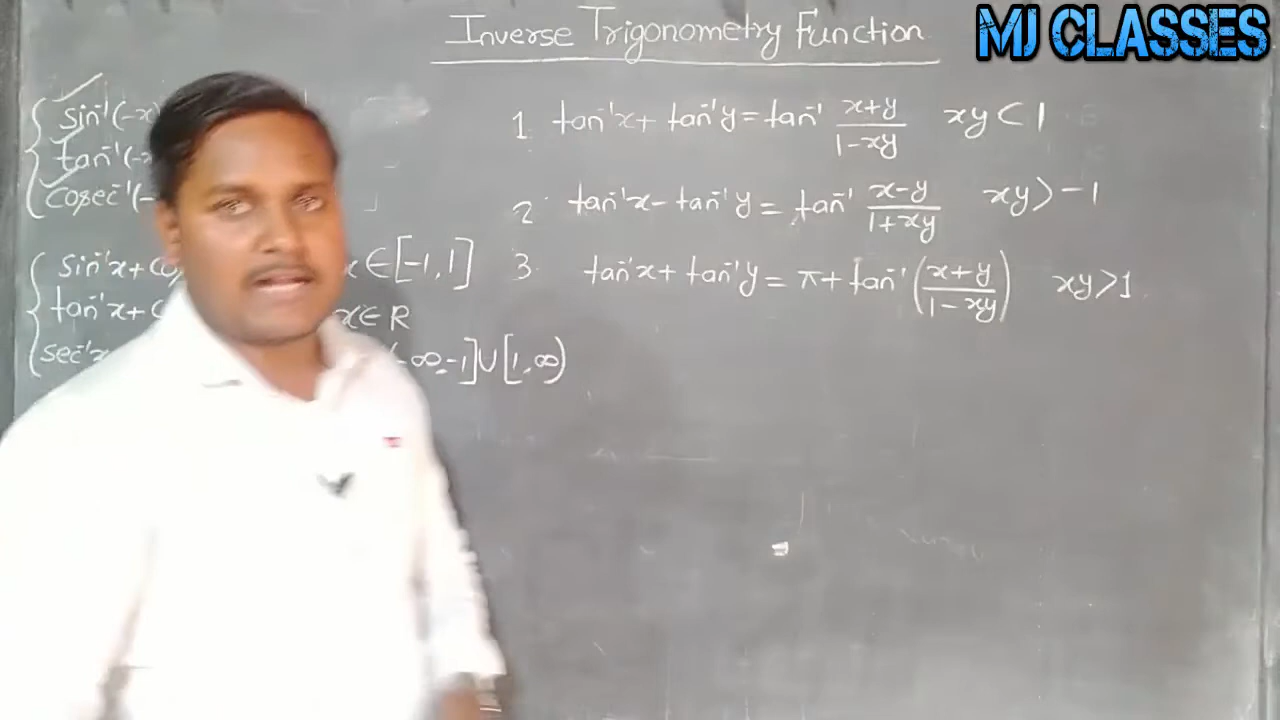 Inverse Trigonometry Function
MJ CLASSES
sin⁻¹(-x)
tan⁻¹(-x
cosec⁻¹(-
sin⁻¹x + co x ∈ [-1, 1]
tan⁻¹x + c x ∈ R
sec⁻¹x -∞, -1] ∪ [1, ∞)
1. tan⁻¹x + tan⁻¹y = tan⁻¹ (x+y)/(1-xy) xy < 1
2. tan⁻¹x - tan⁻¹y = tan⁻¹ (x-y)/(1+xy) xy > -1
3. tan⁻¹x + tan⁻¹y = π + tan⁻¹ ((x+y)/(1-xy)) xy > 1